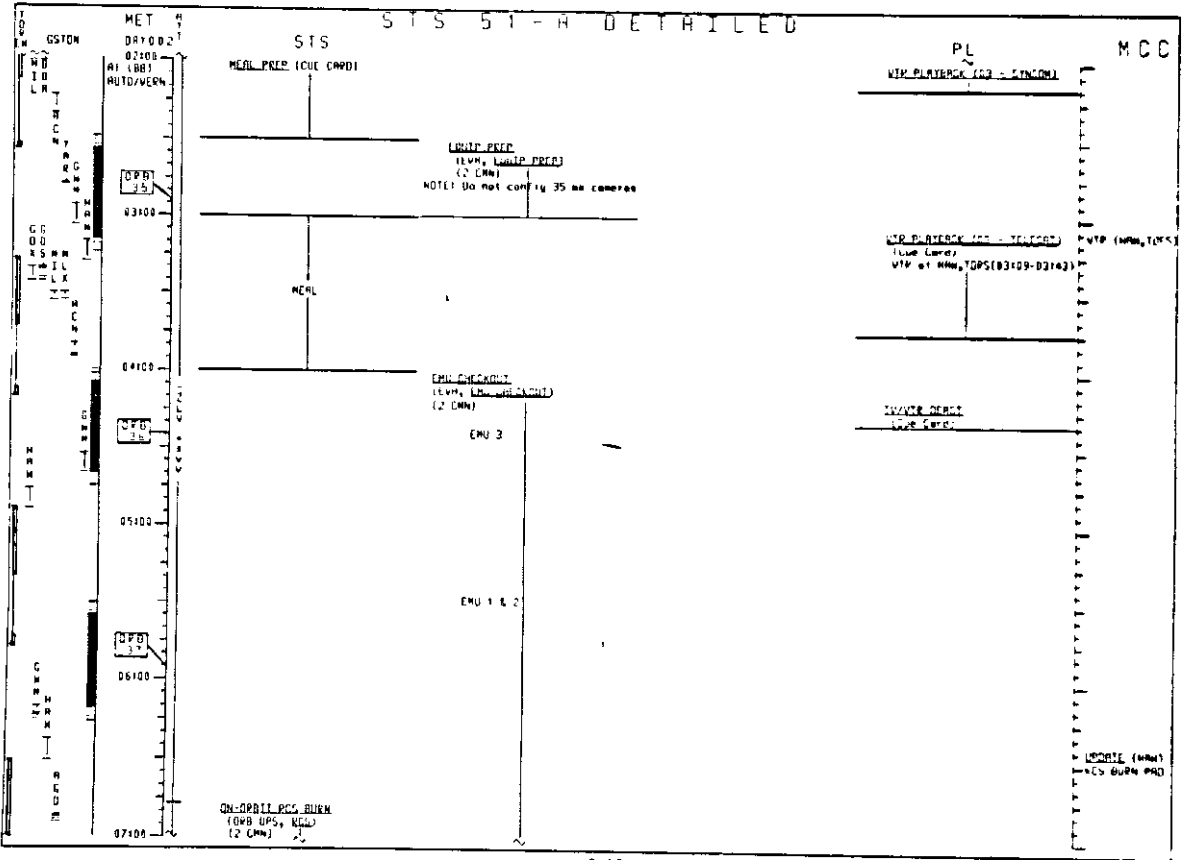 STS 51-A DETAILED
MET
DAY002
GSTDN
STS
PL
MCC
02:00
AT (BB)
AUTO/VERN
MEAL PREP (CUE CARD)
VTR PLAYBACK (D3 - SYNCOM)
EQUIP PREP
(EVA, EQUIP PREP)
(2 CMN)
NOTE: Do not config 35 mm cameras
ORB
35
03:00
VTR PLAYBACK (D3 - TELESAT)
(Cue Card)
VTR at HAW, TDRS(03:09-03:43)
VTR (HAW, TDRS)
MEAL
04:00
EMU CHECKOUT
(EVA, EMU CHECKOUT)
(2 CMN)
EMU 3
TV/VTR DEACT
(Cue Card)
ORB
36
05:00
EMU 1 & 2
ORB
37
06:00
UPDATE (HAW)
RCS BURN PAD
ON-ORBIT RCS BURN
(ORB OPS, RCS)
(2 CMN)
07:00